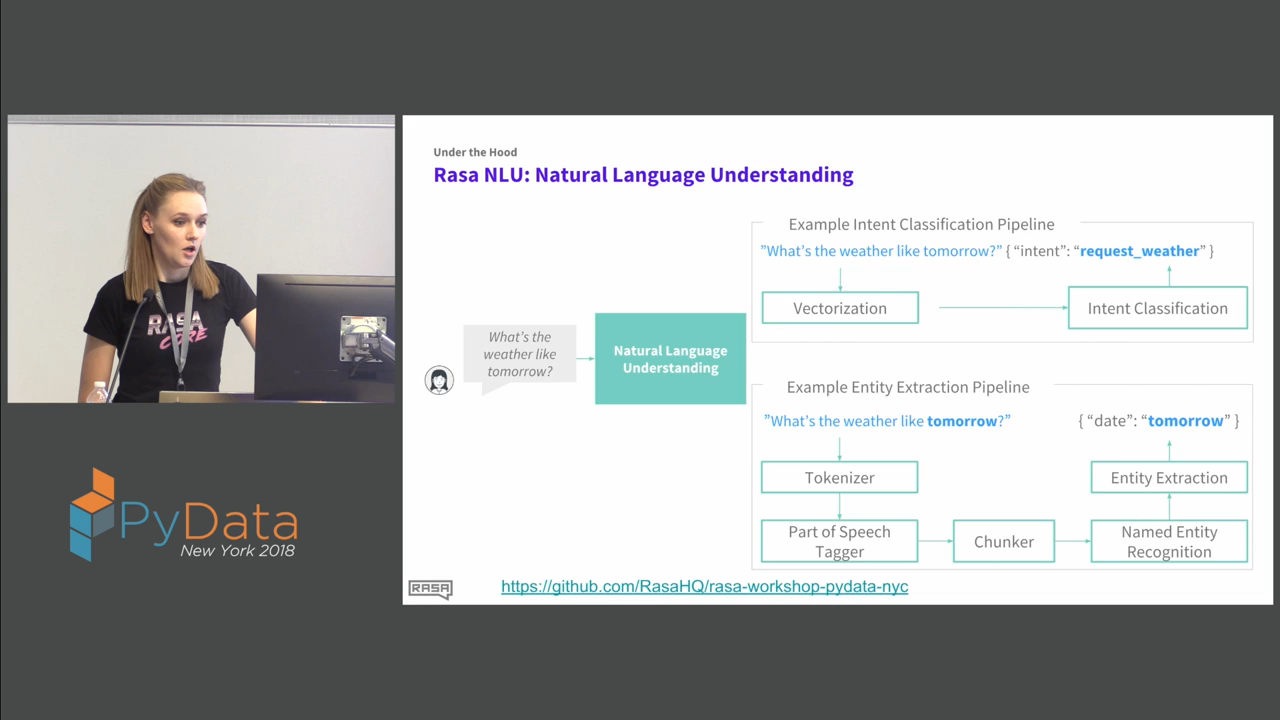 Under the Hood
Rasa NLU: Natural Language Understanding
Example Intent Classification Pipeline
”What’s the weather like tomorrow?” { “intent”: “request_weather” }
Vectorization
Intent Classification
What’s the
weather like
tomorrow?
Natural Language
Understanding
Example Entity Extraction Pipeline
”What’s the weather like tomorrow?”
{ “date”: “tomorrow” }
Tokenizer
Entity Extraction
Part of Speech
Tagger
Chunker
Named Entity
Recognition
RASA
https://github.com/RasaHQ/rasa-workshop-pydata-nyc
RASA
CORE
PyData
New York 2018